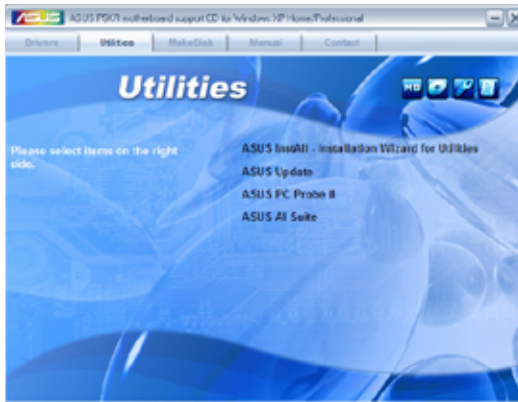 ASUS P5KR motherboard support CD for Windows XP Home/Professional
Drivers
Utilities
MakeDisk
Manual
Contact
Utilities
Please select items on the right
side.
ASUS InstAll - Installation Wizard for Utilities
ASUS Update
ASUS PC Probe II
ASUS AI Suite